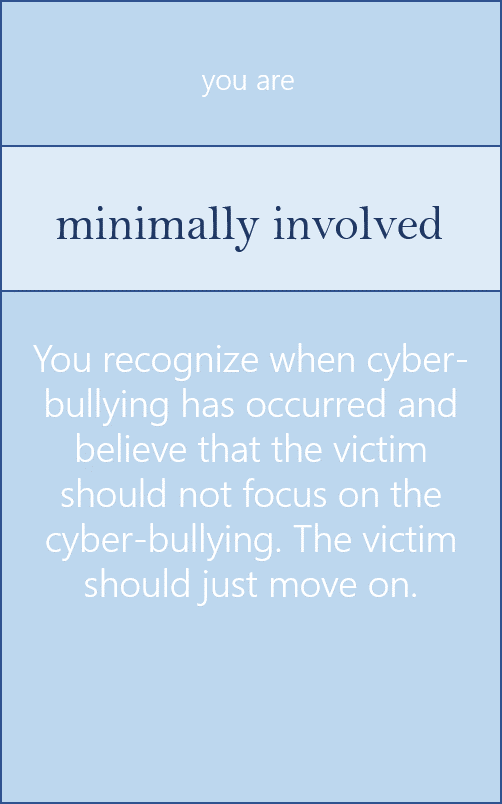 you are
minimally involved
You recognize when cyber-
bullying has occurred and
believe that the victim
should not focus on the
cyber-bullying. The victim
should just move on.